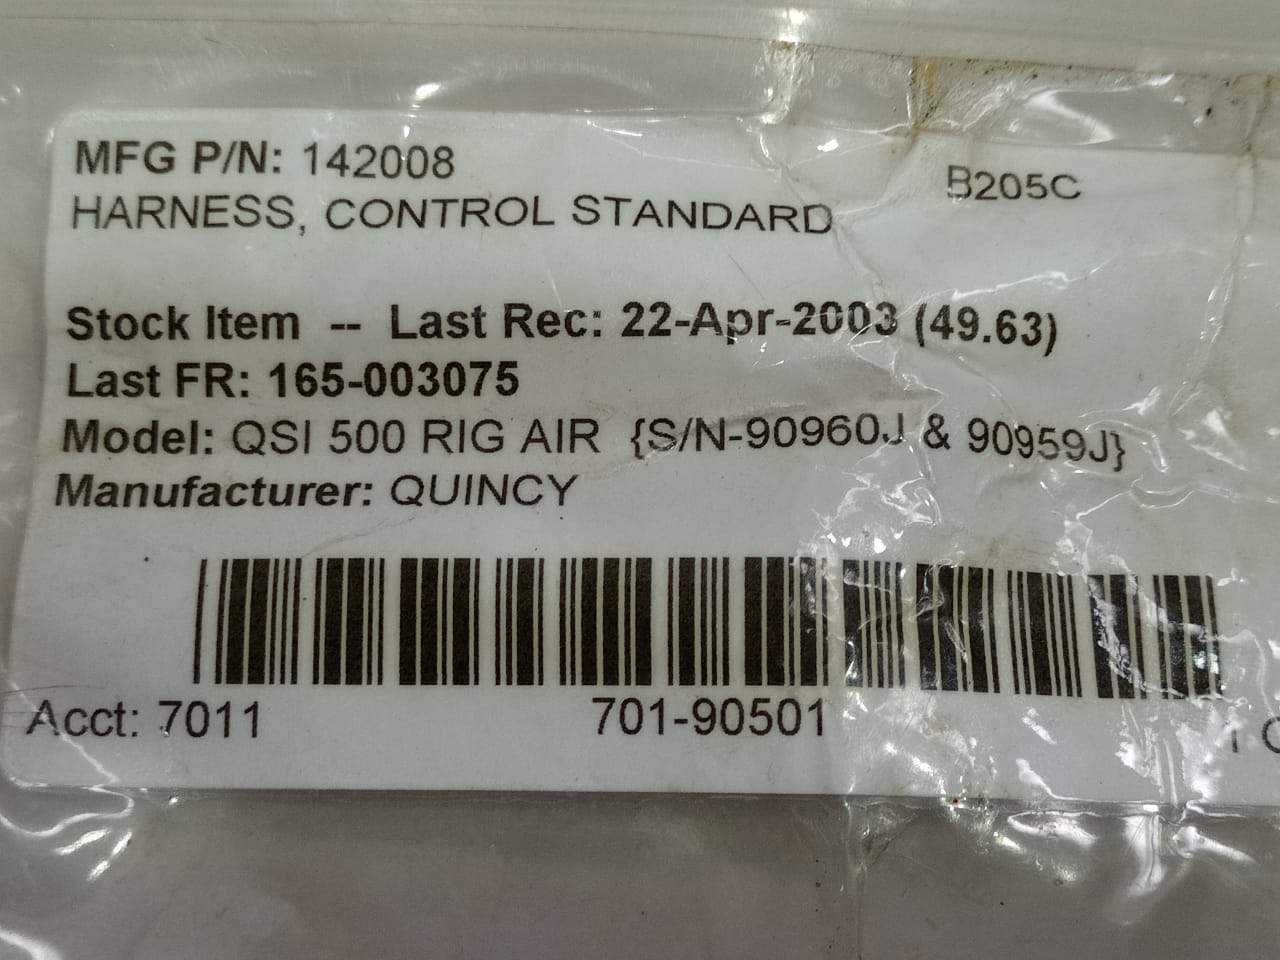 MFG P/N: 142008
B205C
HARNESS, CONTROL STANDARD
Stock Item -- Last Rec: 22-Apr-2003 (49.63)
Last FR: 165-003075
Model: QSI 500 RIG AIR {S/N-90960J & 90959J}
Manufacturer: QUINCY
Acct: 7011 701-90501